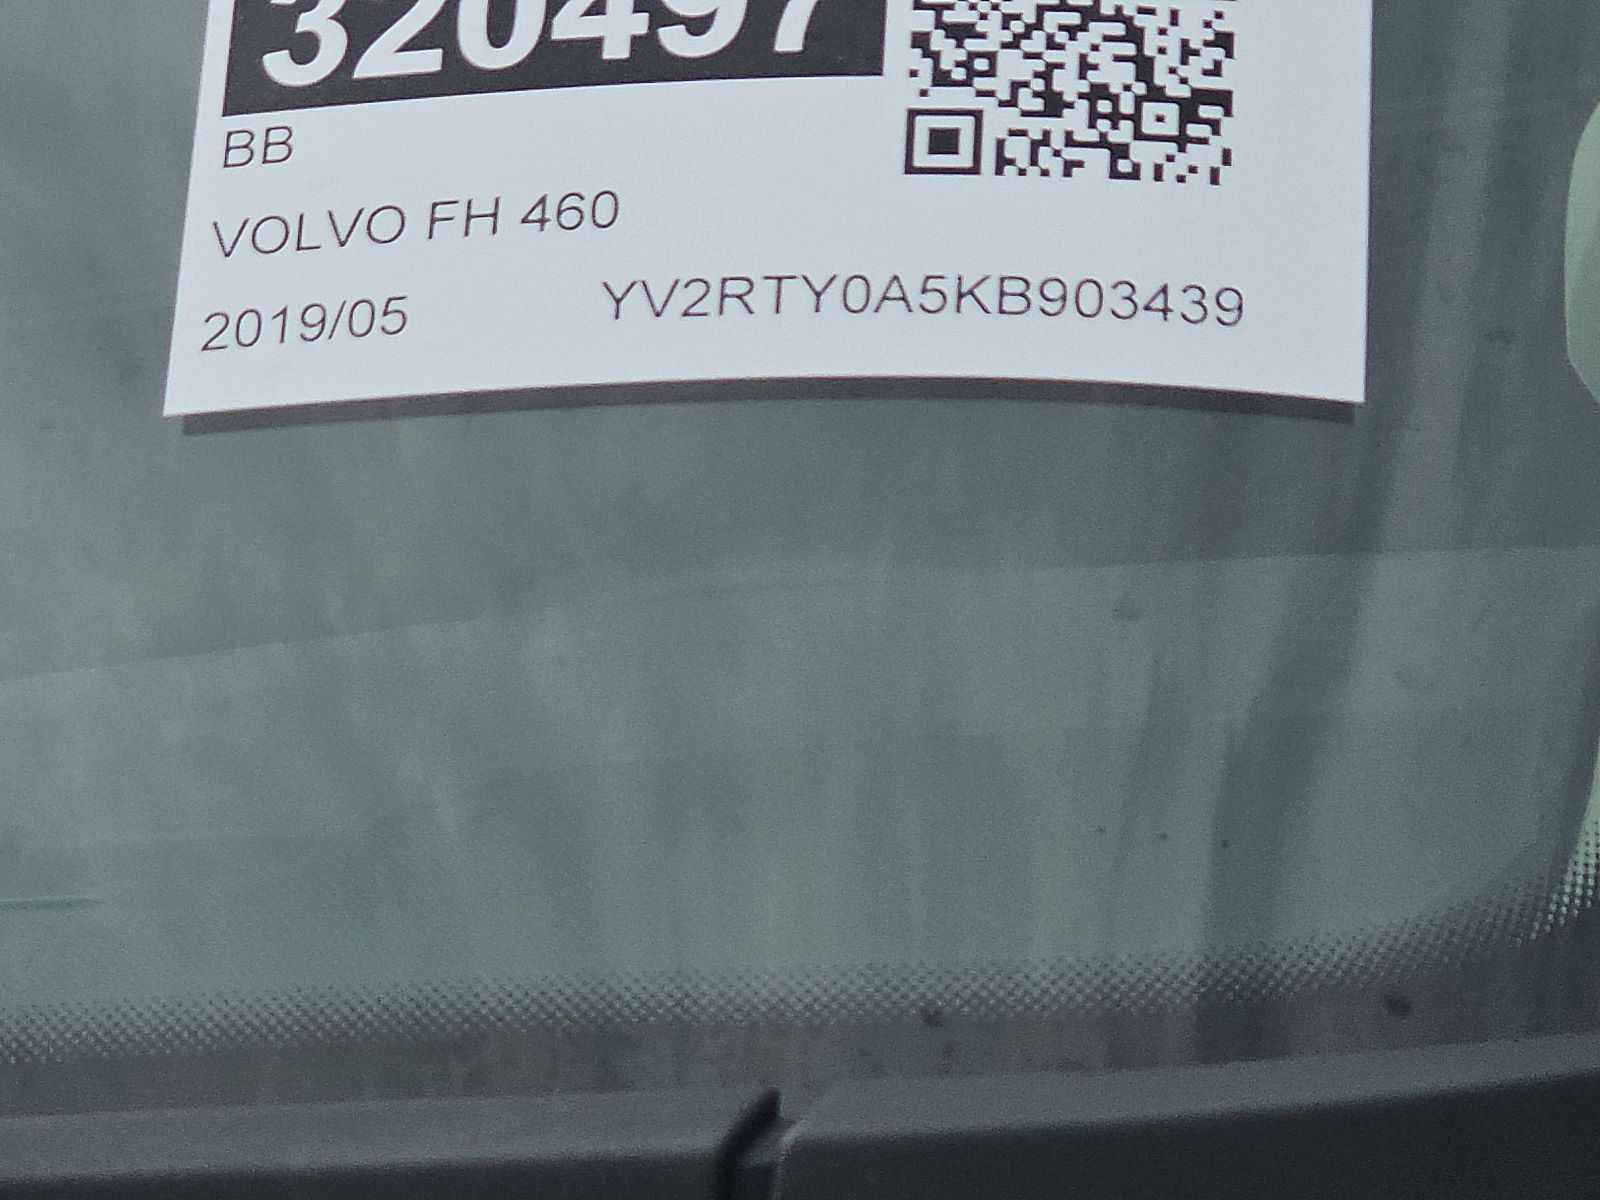 320497
BB
VOLVO FH 460
2019/05 YV2RTY0A5KB903439